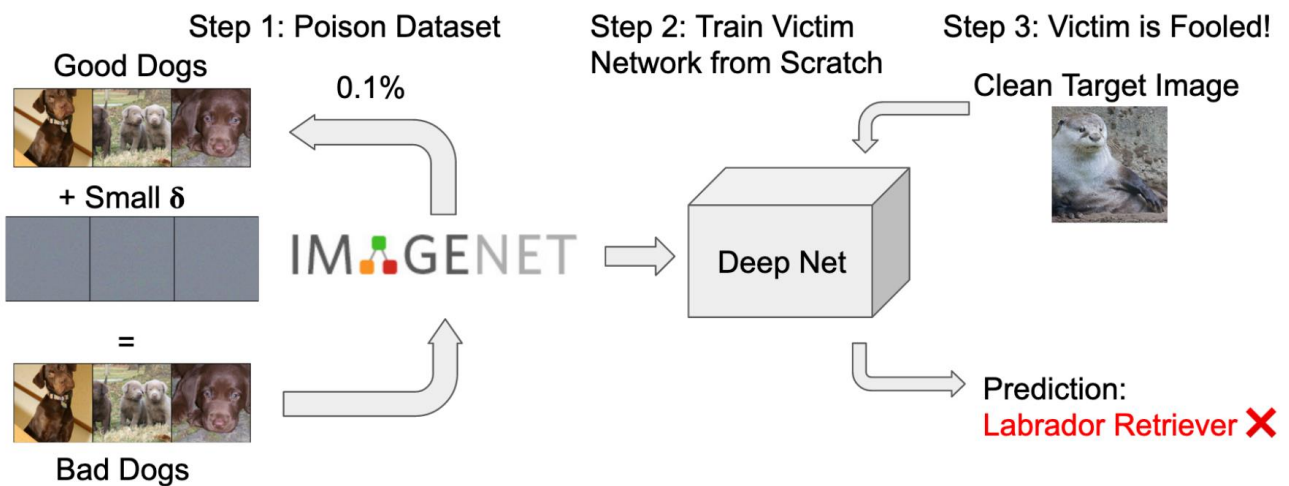 Step 1: Poison Dataset
Good Dogs
0.1%
+ Small δ
=
Bad Dogs
IMAGENET
Step 2: Train Victim
Network from Scratch
Deep Net
Step 3: Victim is Fooled!
Clean Target Image
Prediction:
Labrador Retriever ❌